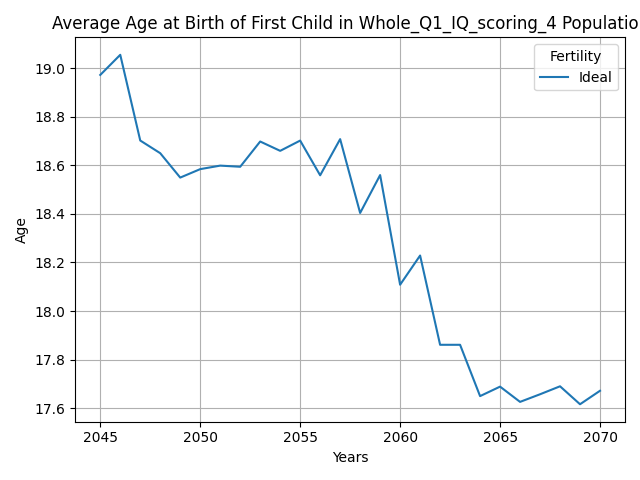 Average Age at Birth of First Child in Whole_Q1_IQ_scoring_4 Populatio
Fertility
Ideal
19.0
18.8
18.6
18.4
18.2
18.0
17.8
17.6
Age
2045 2050 2055 2060 2065 2070
Years